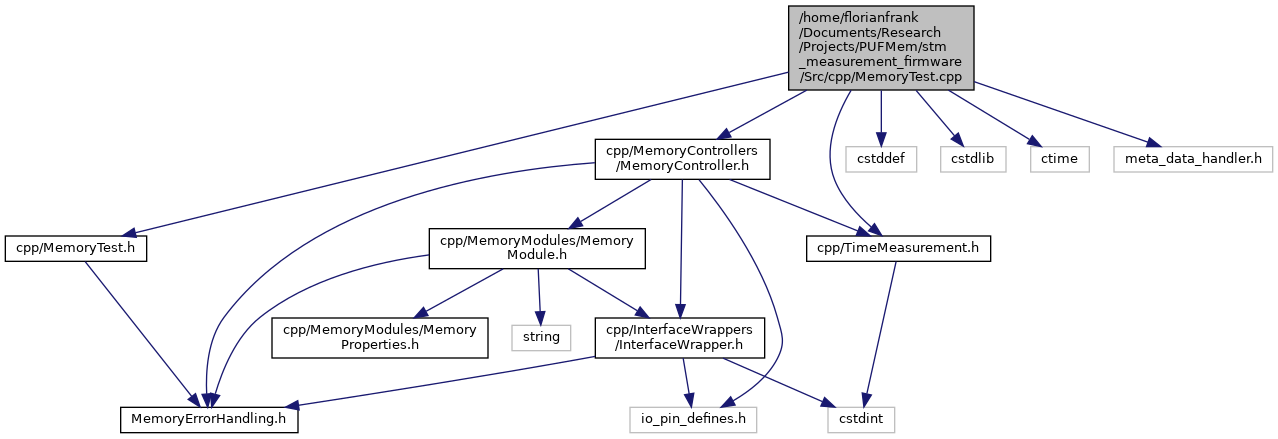 /home/florianfrank
/Documents/Research
/Projects/PUFMem/stm
_measurement_firmware
/Src/cpp/MemoryTest.cpp
cpp/MemoryControllers
/MemoryController.h
cstddef
cstdlib
ctime
meta_data_handler.h
cpp/MemoryTest.h
cpp/MemoryModules/Memory
Module.h
cpp/TimeMeasurement.h
cpp/MemoryModules/Memory
Properties.h
string
cpp/InterfaceWrappers
/InterfaceWrapper.h
MemoryErrorHandling.h
io_pin_defines.h
cstdint